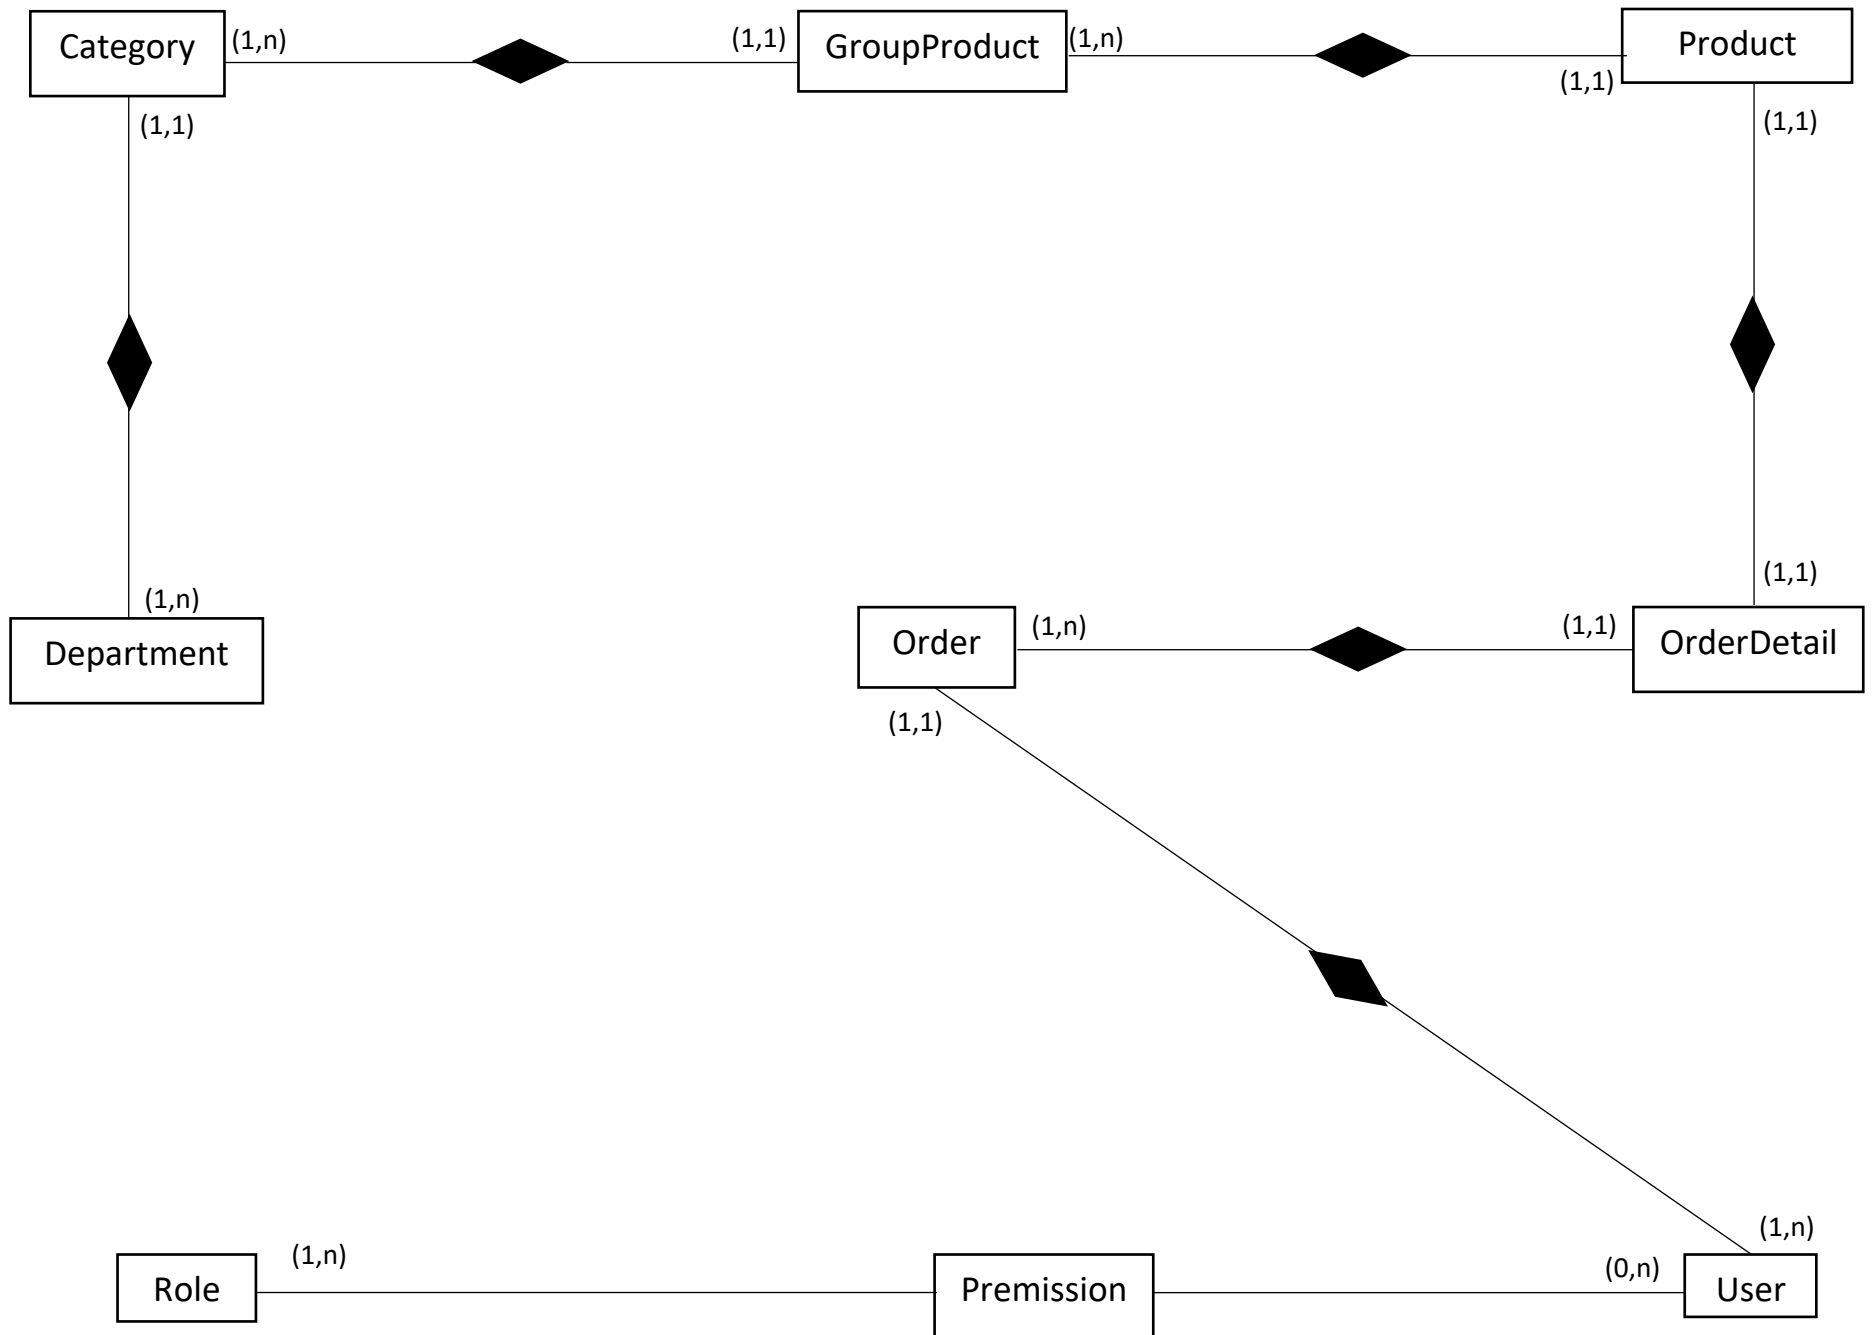 Category
(1,n)
(1,1)
GroupProduct
(1,n)
(1,1)
Product
(1,1)
(1,1)
(1,n)
(1,1)
Department
Order
(1,n)
(1,1)
OrderDetail
(1,1)
(1,n)
(1,n)
(0,n)
Role
Premission
User